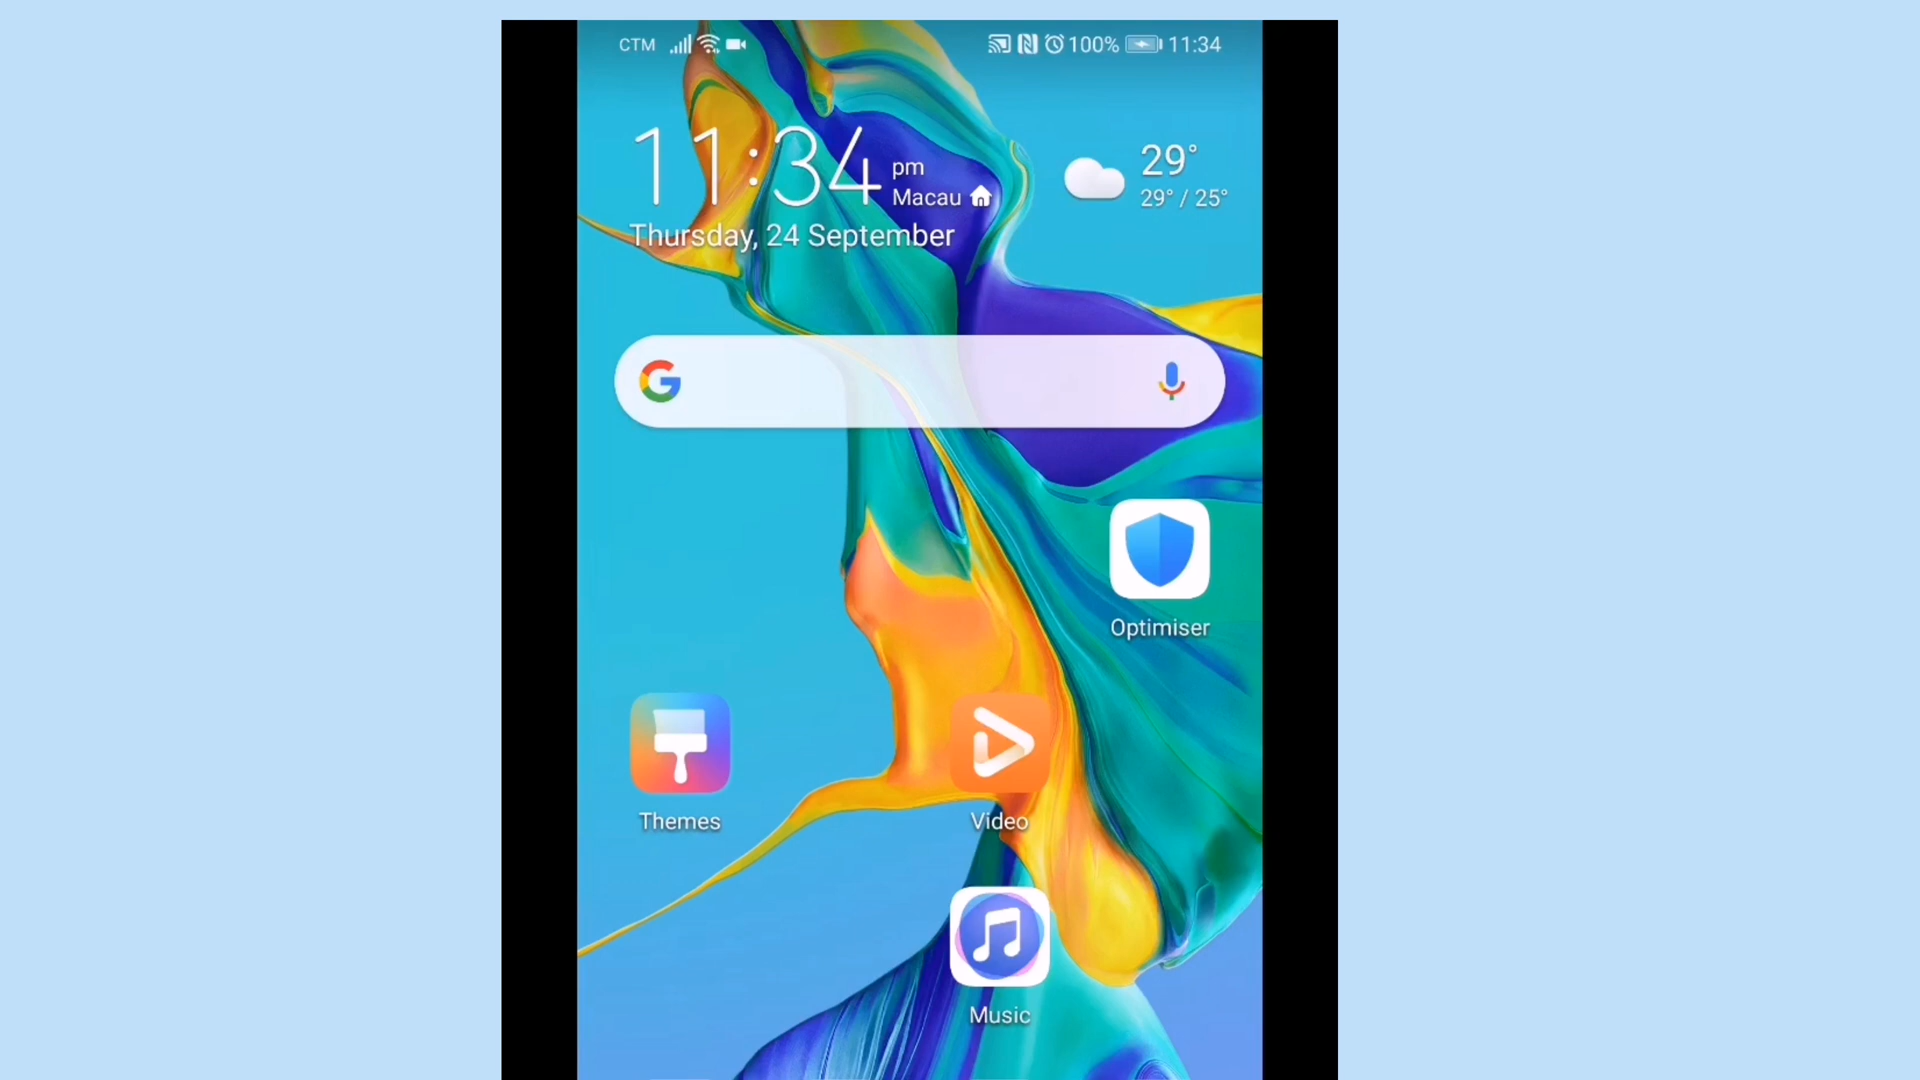 CTM 100% 11:34
11:34 pm
Macau
Thursday, 24 September
29°
29° / 25°
Optimiser
Themes
Video
Music